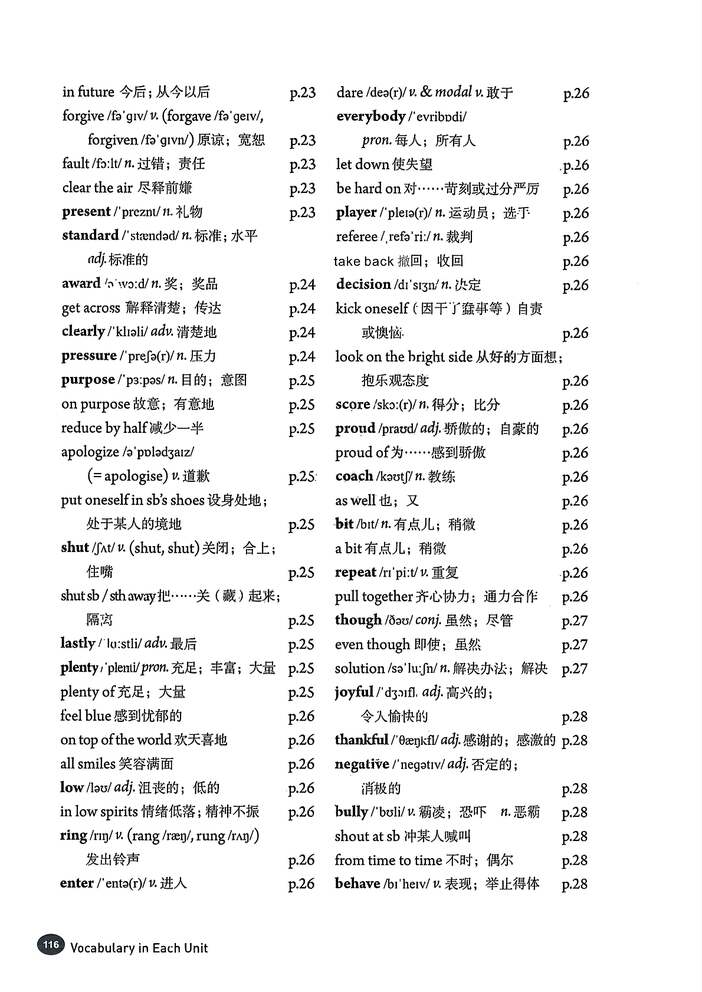 in future 今后；从今以后 p.23
forgive /fəˈɡɪv/ v. (forgave /fəˈɡeɪv/,
forgiven /fəˈɡɪvn/) 原谅；宽恕 p.23
fault /fɔːlt/ n. 过错；责任 p.23
clear the air 尽释前嫌 p.23
present /ˈpreznt/ n. 礼物 p.23
standard /ˈstændəd/ n. 标准；水平
adj. 标准的
award /əˈwɔːd/ n. 奖；奖品 p.24
get across 解释清楚；传达 p.24
clearly /ˈklɪəli/ adv. 清楚地 p.24
pressure /ˈpreʃə(r)/ n. 压力 p.24
purpose /ˈpɜːpəs/ n. 目的；意图 p.25
on purpose 故意；有意地 p.25
reduce by half 减少一半 p.25
apologize /əˈpɒlədʒaɪz/
(= apologise) v. 道歉 p.25
put oneself in sb's shoes 设身处地；
处于某人的境地 p.25
shut /ʃʌt/ v. (shut, shut) 关闭；合上；
住嘴 p.25
shut sb / sth away 把……关（藏）起来；
隔离 p.25
lastly /ˈlɑːstli/ adv. 最后 p.25
plenty /ˈplenti/ pron. 充足；丰富；大量 p.25
plenty of 充足；大量 p.25
feel blue 感到忧郁的 p.26
on top of the world 欢天喜地 p.26
all smiles 笑容满面 p.26
low /ləʊ/ adj. 沮丧的；低的 p.26
in low spirits 情绪低落；精神不振 p.26
ring /rɪŋ/ v. (rang /ræŋ/, rung /rʌŋ/)
发出铃声 p.26
enter /ˈentə(r)/ v. 进入 p.26
dare /deə(r)/ v. & modal v. 敢于 p.26
everybody /ˈevribɒdi/
pron. 每人；所有人 p.26
let down 使失望 p.26
be hard on 对……苛刻或过分严厉 p.26
player /ˈpleɪə(r)/ n. 运动员；选手 p.26
referee /ˌrefəˈriː/ n. 裁判 p.26
take back 撤回；收回 p.26
decision /dɪˈsɪʒn/ n. 决定 p.26
kick oneself（因干了蠢事等）自责
或懊恼 p.26
look on the bright side 从好的方面想；
抱乐观态度 p.26
score /skɔː(r)/ n. 得分；比分 p.26
proud /praʊd/ adj. 骄傲的；自豪的 p.26
proud of 为……感到骄傲 p.26
coach /kəʊtʃ/ n. 教练 p.26
as well 也；又 p.26
bit /bɪt/ n. 有点儿；稍微 p.26
a bit 有点儿；稍微 p.26
repeat /rɪˈpiːt/ v. 重复 p.26
pull together 齐心协力；通力合作 p.26
though /ðəʊ/ conj. 虽然；尽管 p.27
even though 即使；虽然 p.27
solution /səˈluːʃn/ n. 解决办法；解决 p.27
joyful /ˈdʒɔɪfl/ adj. 高兴的；
令人愉快的 p.28
thankful /ˈθæŋkfl/ adj. 感谢的；感激的 p.28
negative /ˈneɡətɪv/ adj. 否定的；
消极的 p.28
bully /ˈbʊli/ v. 霸凌；恐吓 n. 恶霸 p.28
shout at sb 冲某人喊叫 p.28
from time to time 不时；偶尔 p.28
behave /bɪˈheɪv/ v. 表现；举止得体 p.28
116 Vocabulary in Each Unit